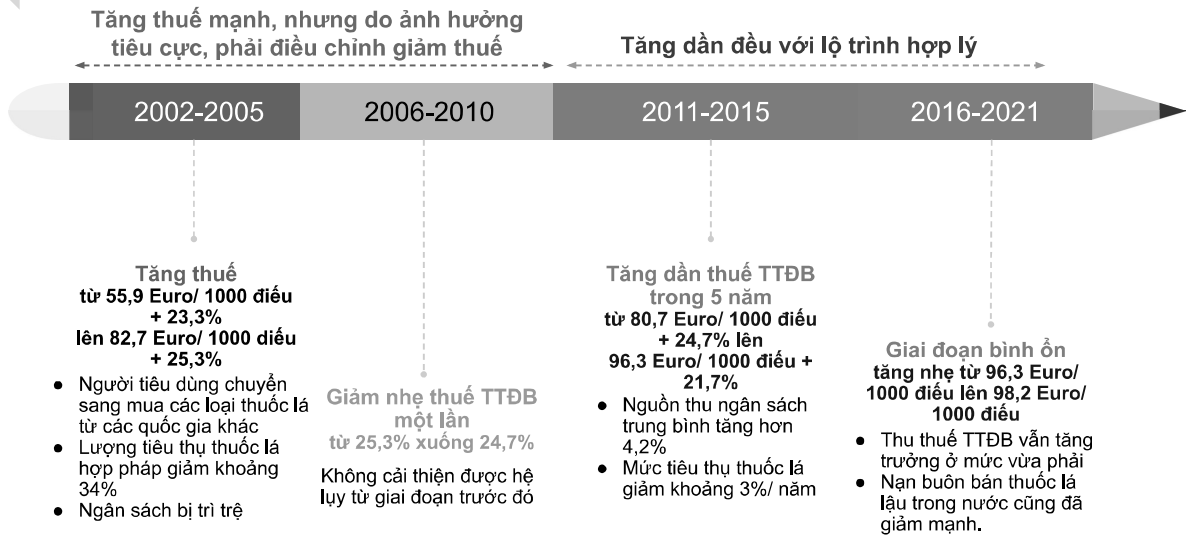 Tăng thuế mạnh, nhưng do ảnh hưởng
tiêu cực, phải điều chỉnh giảm thuế
Tăng dần đều với lộ trình hợp lý
2002-2005
2006-2010
2011-2015
2016-2021
Tăng thuế
từ 55,9 Euro/ 1000 điếu
+ 23,3%
lên 82,7 Euro/ 1000 diếu
+ 25,3%
● Người tiêu dùng chuyển
sang mua các loại thuốc lá
từ các quốc gia khác
● Lượng tiêu thụ thuốc lá
hợp pháp giảm khoảng
34%
● Ngân sách bị trì trệ
Giảm nhẹ thuế TTĐB
một lần
từ 25,3% xuống 24,7%
Không cải thiện được hệ
lụy từ giai đoạn trước đó
Tăng dần thuế TTĐB
trong 5 năm
từ 80,7 Euro/ 1000 điếu
+ 24,7% lên
96,3 Euro/ 1000 điếu +
21,7%
● Nguồn thu ngân sách
trung bình tăng hơn
4,2%
● Mức tiêu thụ thuốc lá
giảm khoảng 3%/ năm
Giai đoạn bình ổn
tăng nhẹ từ 96,3 Euro/
1000 điếu lên 98,2 Euro/
1000 điếu
● Thu thuế TTĐB vẫn tăng
trưởng ở mức vừa phải
● Nạn buôn bán thuốc lá
lậu trong nước cũng đã
giảm mạnh.